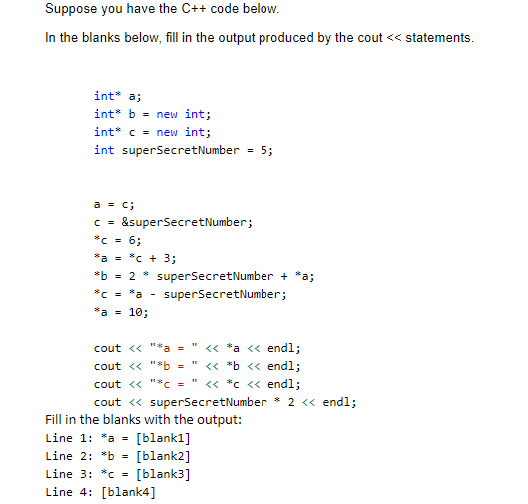 Suppose you have the C++ code below.
In the blanks below, fill in the output produced by the cout << statements.
int* a;
int* b = new int;
int* c = new int;
int superSecretNumber = 5;
a = c;
c = &superSecretNumber;
*c = 6;
*a = *c + 3;
*b = 2 * superSecretNumber + *a;
*c = *a - superSecretNumber;
*a = 10;
cout << "*a = " << *a << endl;
cout << "*b = " << *b << endl;
cout << "*c = " << *c << endl;
cout << superSecretNumber * 2 << endl;
Fill in the blanks with the output:
Line 1: *a = [blank1]
Line 2: *b = [blank2]
Line 3: *c = [blank3]
Line 4: [blank4]